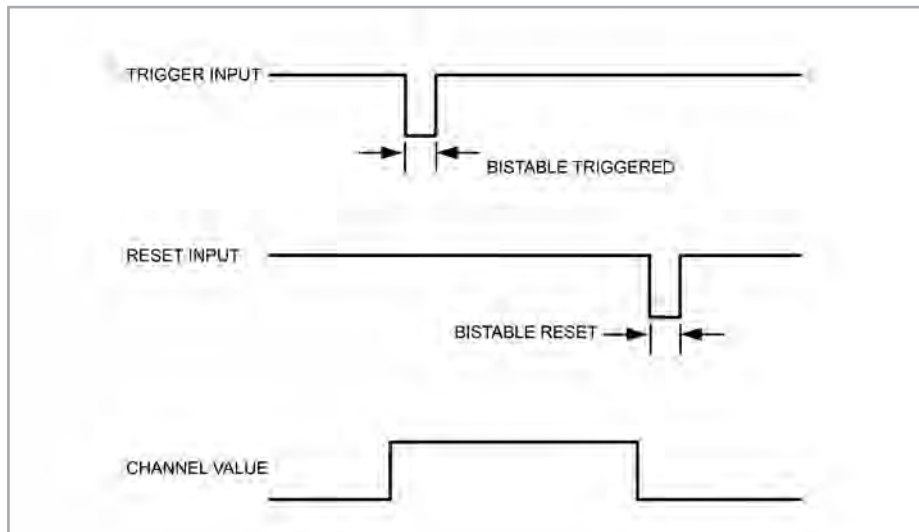 TRIGGER INPUT
BISTABLE TRIGGERED
RESET INPUT
BISTABLE RESET
CHANNEL VALUE